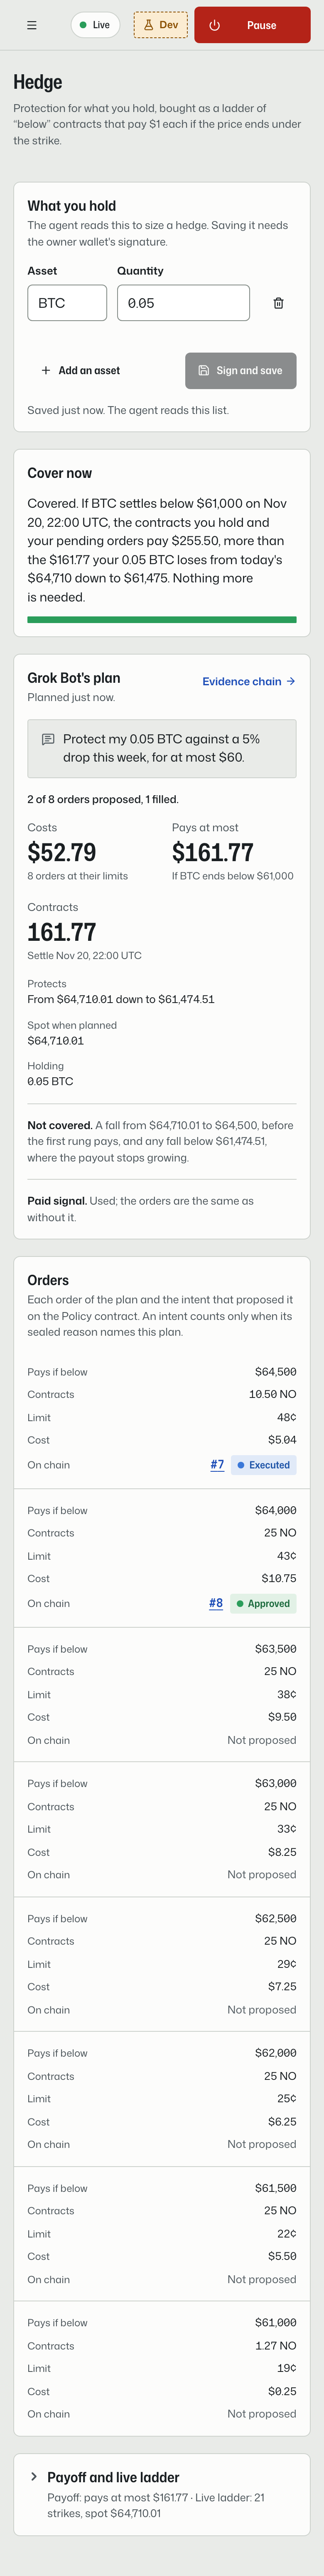 Live
Dev
Pause
Hedge
Protection for what you hold, bought as a ladder of
“below” contracts that pay $1 each if the price ends under
the strike.
What you hold
The agent reads this to size a hedge. Saving it needs
the owner wallet's signature.
Asset
Quantity
BTC
0.05
+ Add an asset
Sign and save
Saved just now. The agent reads this list.
Cover now
Covered. If BTC settles below $61,000 on Nov
20, 22:00 UTC, the contracts you hold and
your pending orders pay $255.50, more than
the $161.77 your 0.05 BTC loses from today's
$64,710 down to $61,475. Nothing more
is needed.
Grok Bot's plan
Evidence chain →
Planned just now.
Protect my 0.05 BTC against a 5%
drop this week, for at most $60.
2 of 8 orders proposed, 1 filled.
Costs
Pays at most
$52.79
$161.77
8 orders at their limits
If BTC ends below $61,000
Contracts
161.77
Settle Nov 20, 22:00 UTC
Protects
From $64,710.01 down to $61,474.51
Spot when planned
$64,710.01
Holding
0.05 BTC
Not covered. A fall from $64,710.01 to $64,500, before
the first rung pays, and any fall below $61,474.51,
where the payout stops growing.
Paid signal. Used; the orders are the same as
without it.
Orders
Each order of the plan and the intent that proposed it
on the Policy contract. An intent counts only when its
sealed reason names this plan.
Pays if below $64,500
Contracts 10.50 NO
Limit 48¢
Cost $5.04
On chain #7 Executed
Pays if below $64,000
Contracts 25 NO
Limit 43¢
Cost $10.75
On chain #8 Approved
Pays if below $63,500
Contracts 25 NO
Limit 38¢
Cost $9.50
On chain Not proposed
Pays if below $63,000
Contracts 25 NO
Limit 33¢
Cost $8.25
On chain Not proposed
Pays if below $62,500
Contracts 25 NO
Limit 29¢
Cost $7.25
On chain Not proposed
Pays if below $62,000
Contracts 25 NO
Limit 25¢
Cost $6.25
On chain Not proposed
Pays if below $61,500
Contracts 25 NO
Limit 22¢
Cost $5.50
On chain Not proposed
Pays if below $61,000
Contracts 1.27 NO
Limit 19¢
Cost $0.25
On chain Not proposed
Payoff and live ladder
Payoff: pays at most $161.77 · Live ladder: 21
strikes, spot $64,710.01